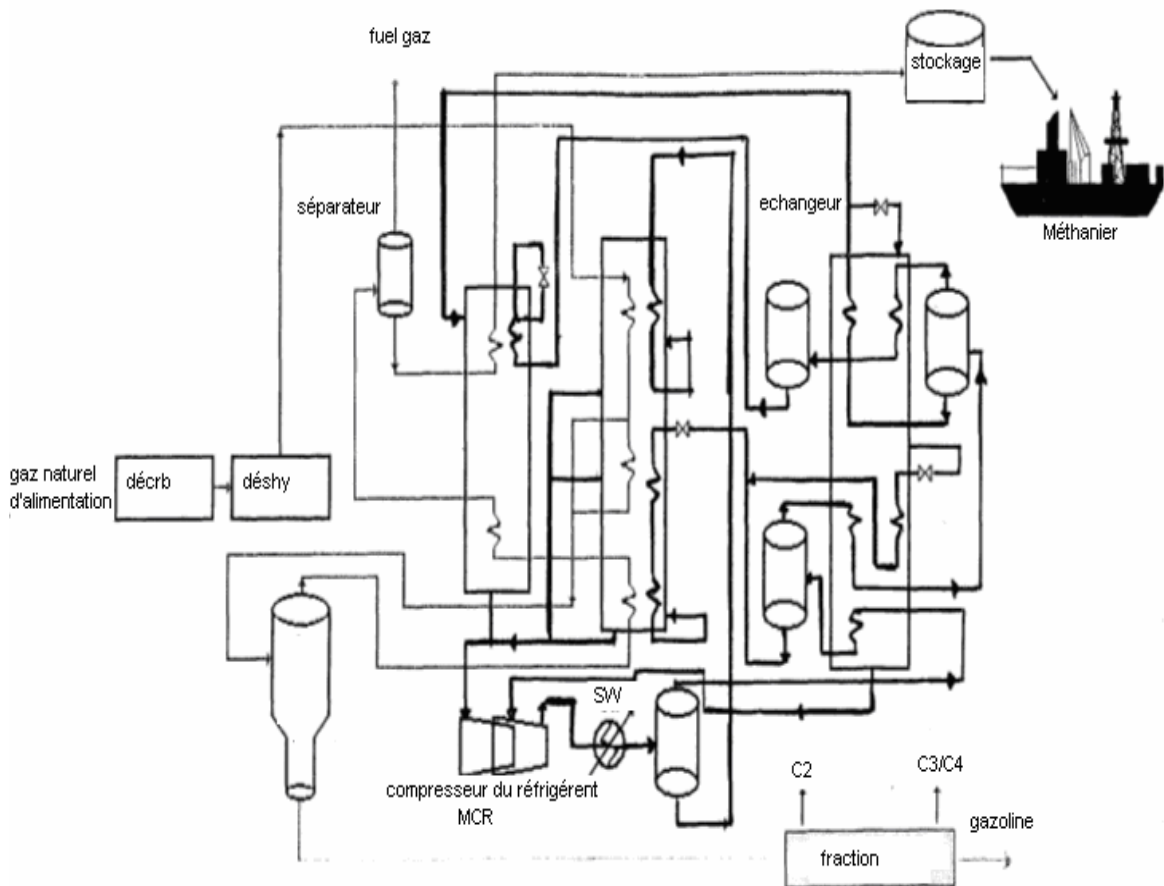 fuel gaz
stockage
séparateur
echangeur
Méthanier
gaz naturel
d'alimentation
décrb
déshy
SW
compresseur du réfrigérent
MCR
C2
C3/C4
gazoline
fraction